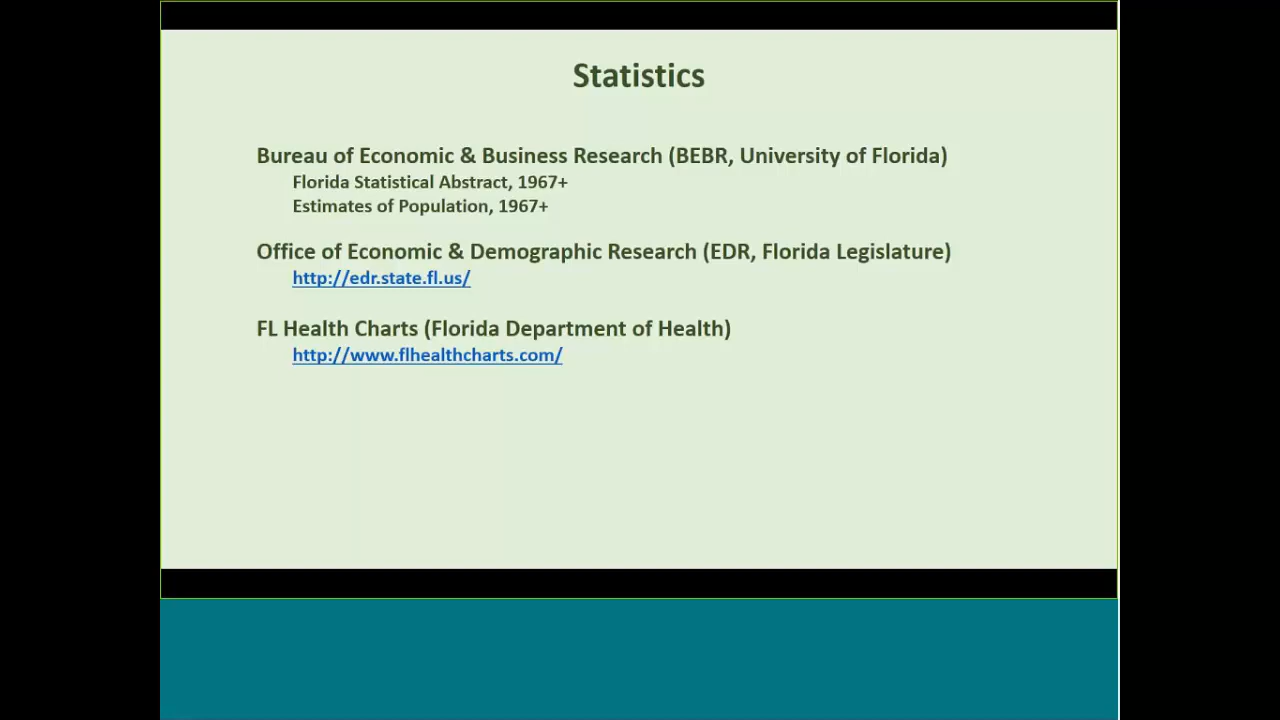 Statistics
Bureau of Economic & Business Research (BEBR, University of Florida)
Florida Statistical Abstract, 1967+
Estimates of Population, 1967+
Office of Economic & Demographic Research (EDR, Florida Legislature)
http://edr.state.fl.us/
FL Health Charts (Florida Department of Health)
http://www.flhealthcharts.com/